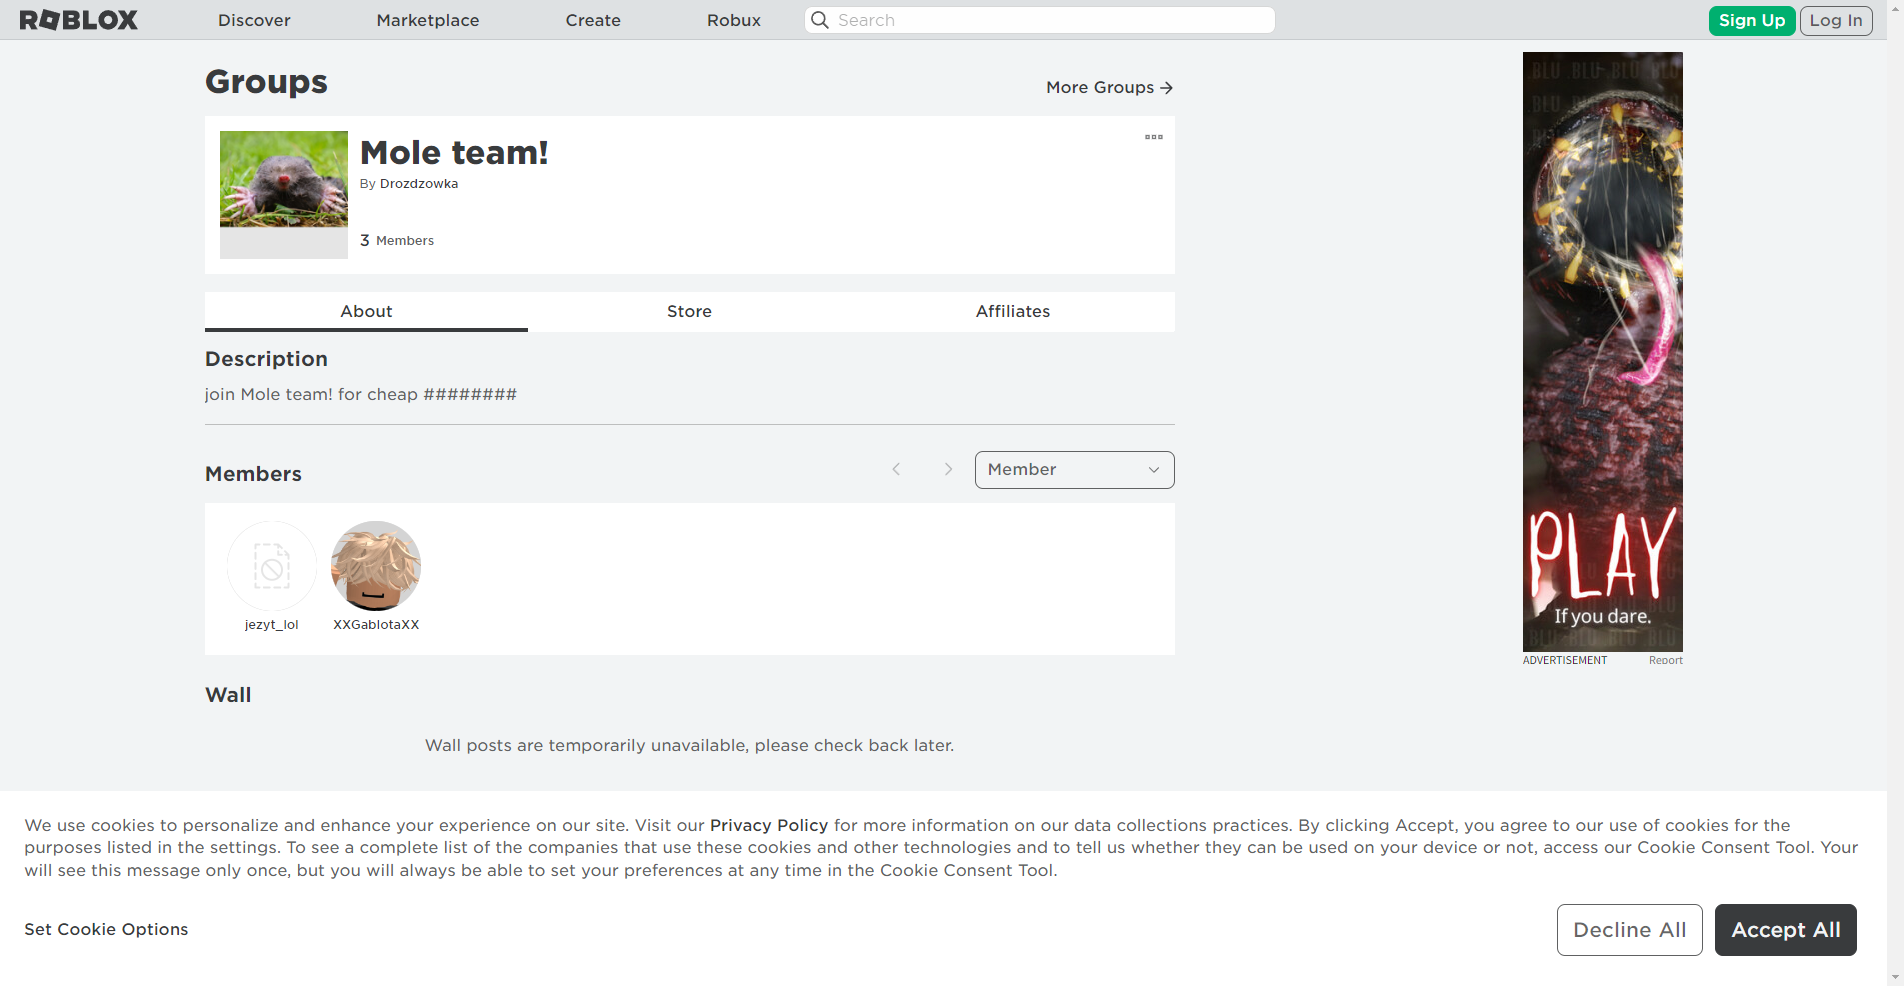 ROBLOX
Discover
Marketplace
Create
Robux
Search
Sign Up
Log In
Groups
More Groups
Mole team!
By Drozdzowka
3 Members
About
Store
Affiliates
Description
join Mole team! for cheap ########
Members
Member
jezyt_lol
XXGablotaXX
Wall
Wall posts are temporarily unavailable, please check back later.
.BLU .BLU .BLU .BLU
PLAY
If you dare.
ADVERTISEMENT
Report
We use cookies to personalize and enhance your experience on our site. Visit our Privacy Policy for more information on our data collections practices. By clicking Accept, you agree to our use of cookies for the
purposes listed in the settings. To see a complete list of the companies that use these cookies and other technologies and to tell us whether they can be used on your device or not, access our Cookie Consent Tool. Your
will see this message only once, but you will always be able to set your preferences at any time in the Cookie Consent Tool.
Set Cookie Options
Decline All
Accept All